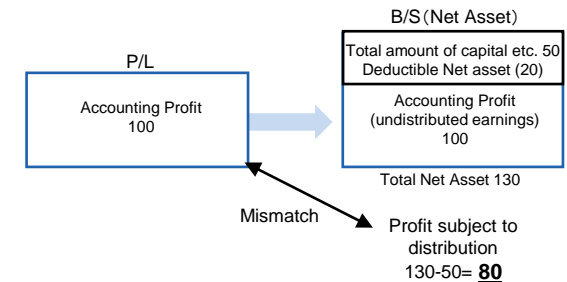 B/S（Net Asset）
P/L
Total amount of capital etc. 50
Deductible Net asset (20)
Accounting Profit
100
Accounting Profit
(undistributed earnings)
100
Total Net Asset 130
Mismatch
Profit subject to
distribution
130-50= 80